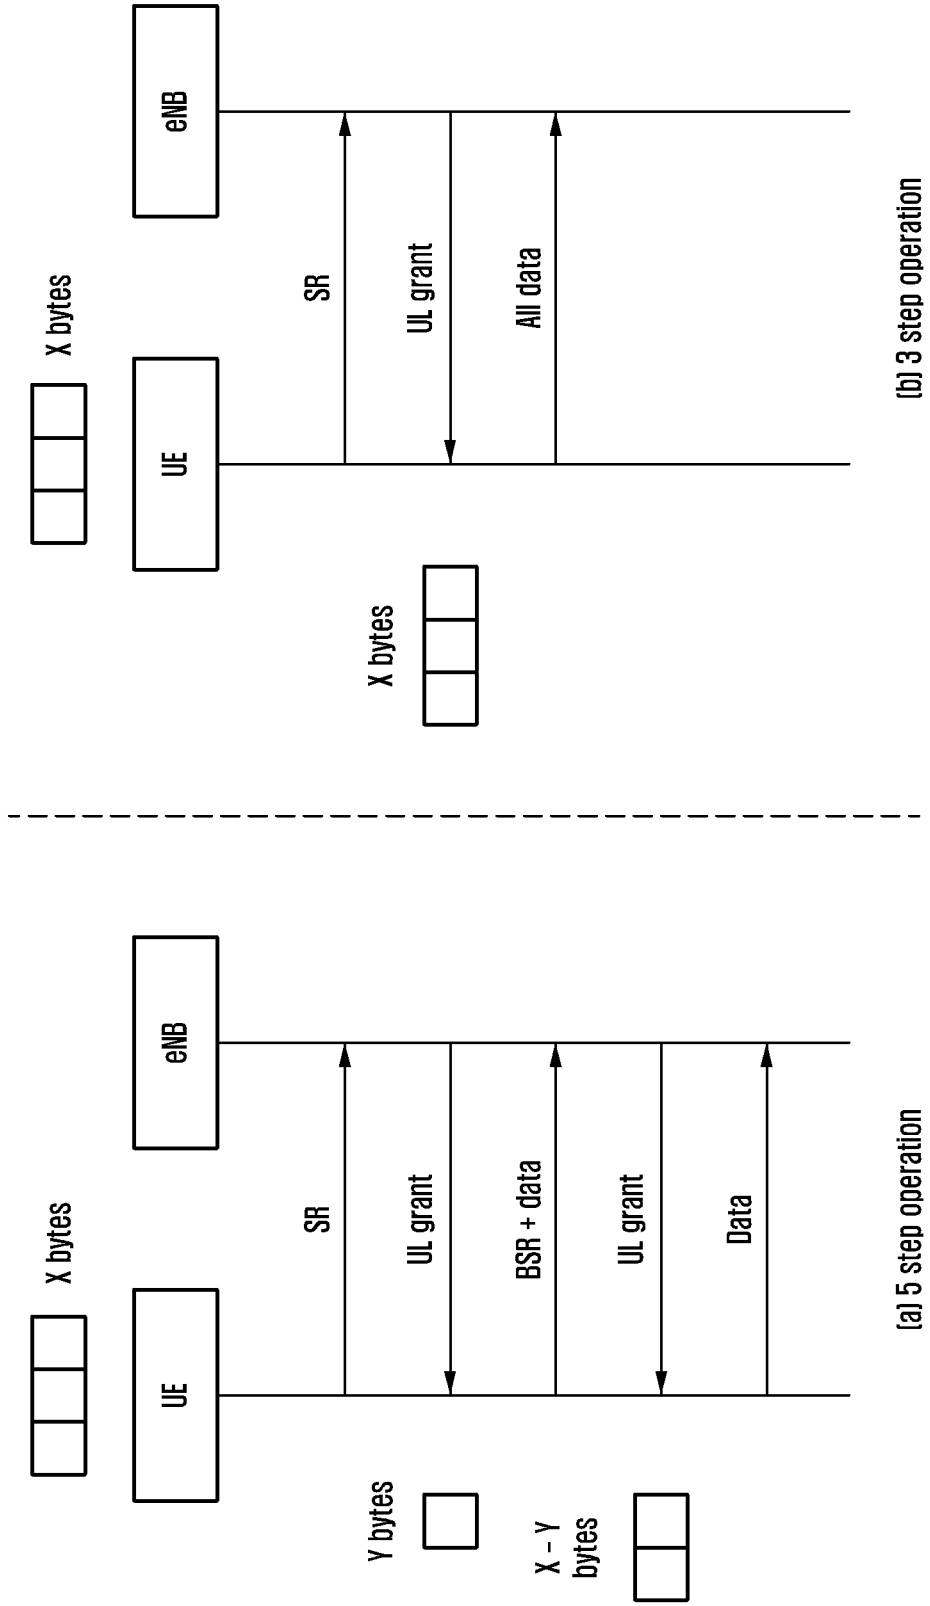 X bytes
UE
eNB
SR
UL grant
Y bytes
BSR + data
UL grant
X – Y
bytes
Data
(a) 5 step operation
X bytes
UE
eNB
SR
UL grant
X bytes
All data
(b) 3 step operation